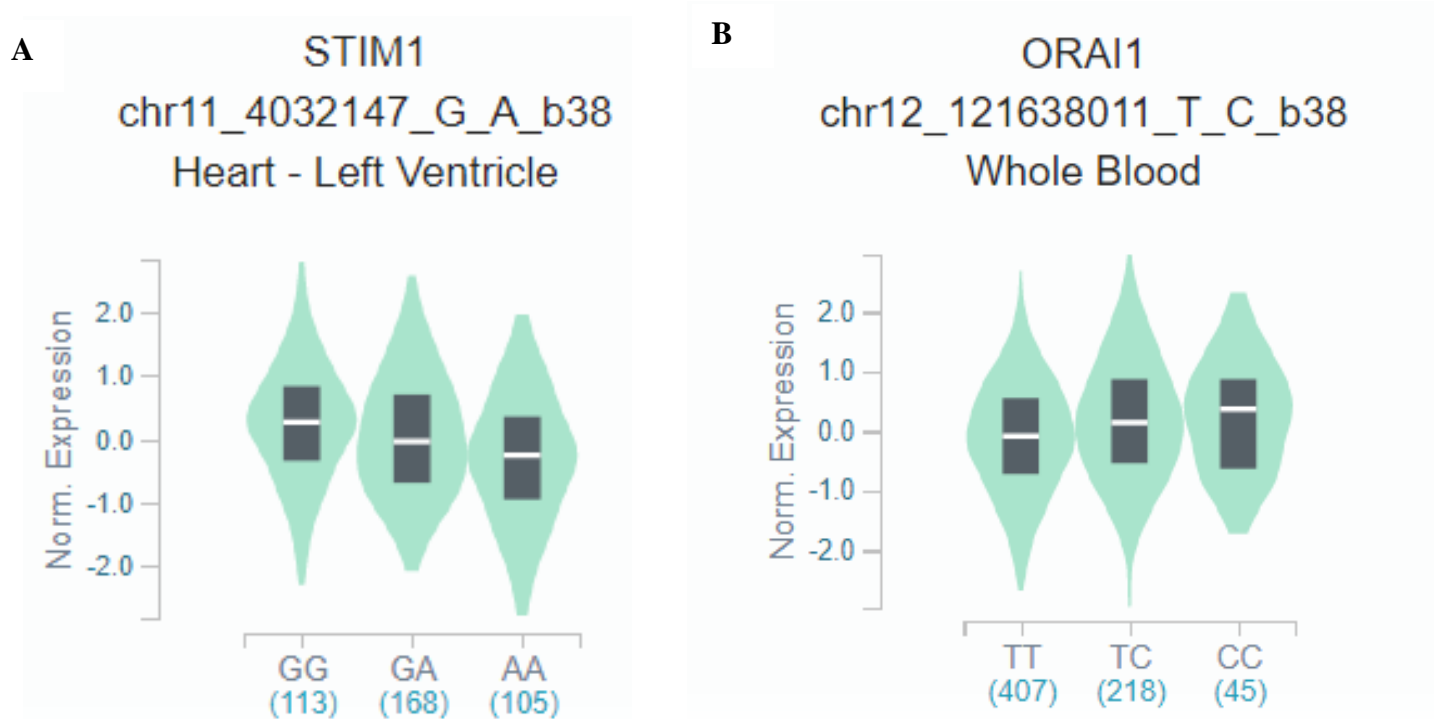 A
STIM1
chr11_4032147_G_A_b38
Heart - Left Ventricle
Norm. Expression
2.0
1.0
0.0
-1.0
-2.0
GG
GA
AA
(113)
(168)
(105)
B
ORAI1
chr12_121638011_T_C_b38
Whole Blood
Norm. Expression
2.0
1.0
0.0
-1.0
-2.0
TT
TC
CC
(407)
(218)
(45)